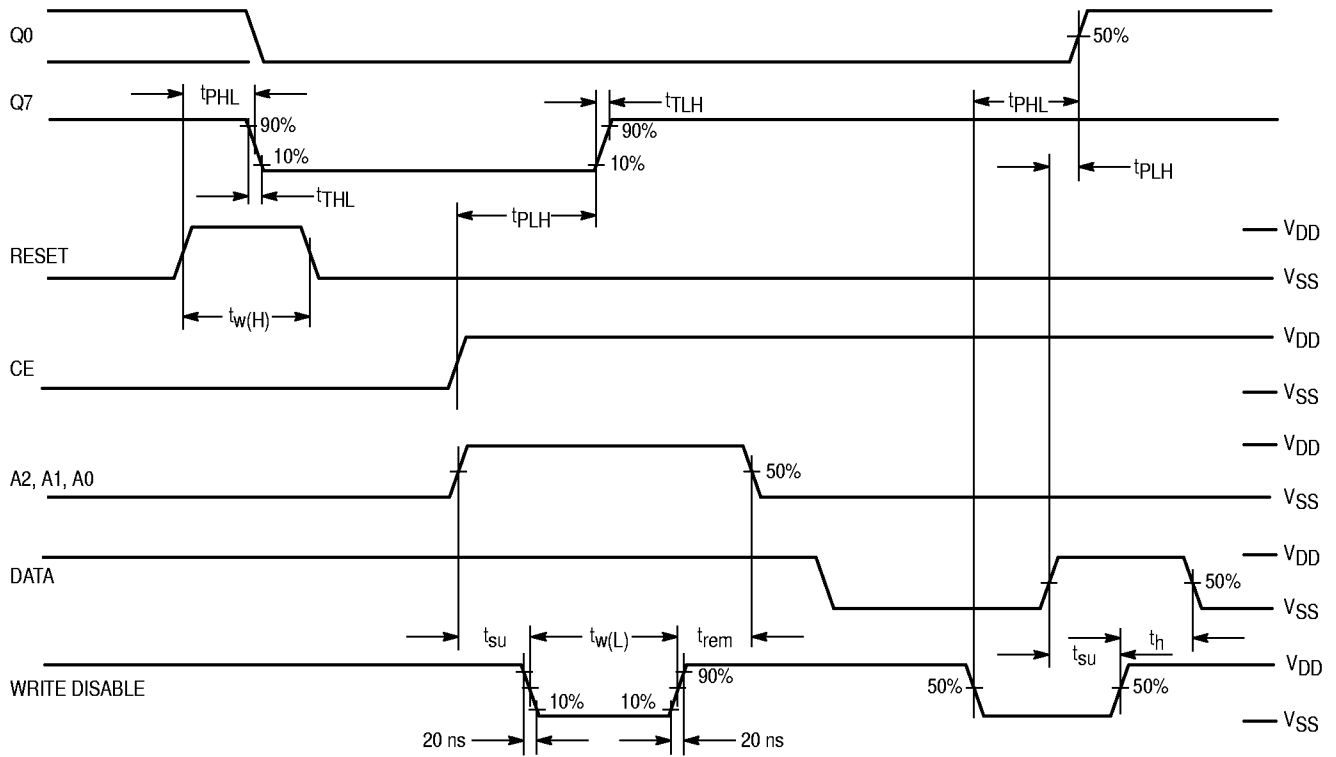 Q0
50%
Q7
tPHL
tTLH
tPHL
90%
90%
10%
10%
tPLH
tTHL
tPLH
VDD
RESET
VSS
tw(H)
VDD
CE
VSS
VDD
A2, A1, A0
50%
VSS
VDD
DATA
50%
VSS
tsu
tw(L)
trem
th
tsu
VDD
WRITE DISABLE
90%
50%
50%
10%
10%
VSS
20 ns
20 ns